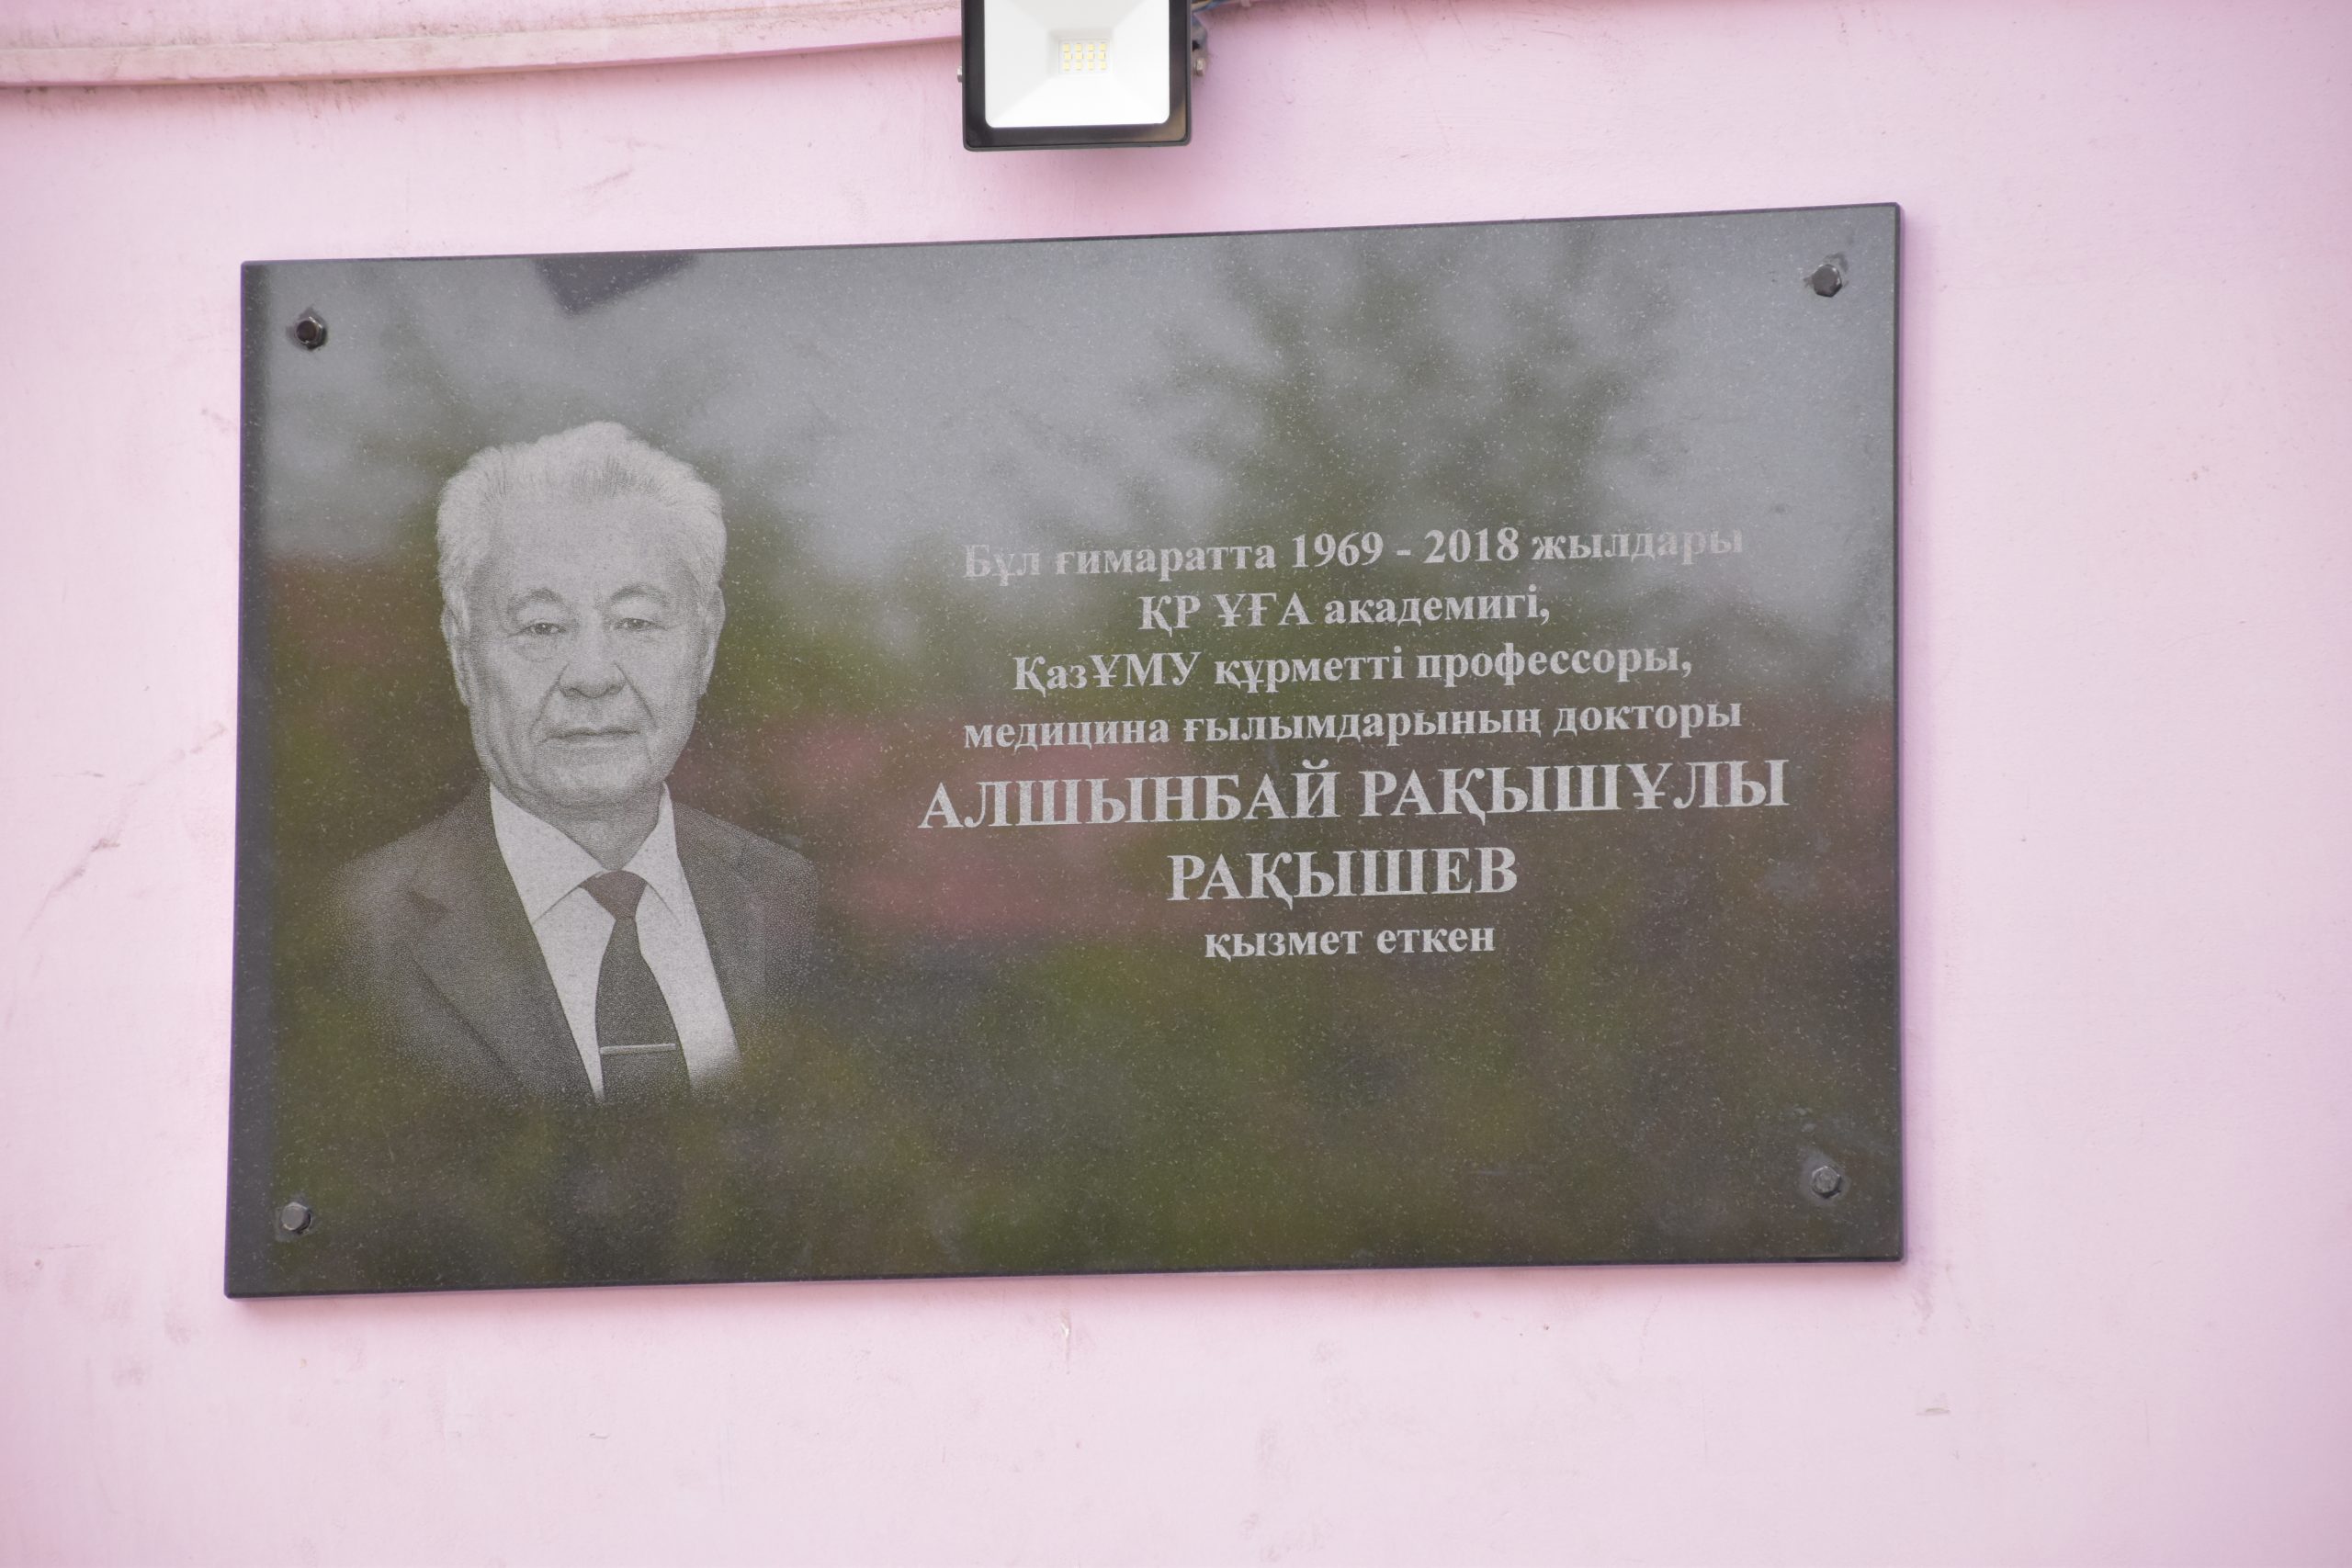 Бұл ғимаратта 1969 - 2018 жылдары
ҚР ҰҒА академигі,
ҚазҰМУ құрметті профессоры,
медицина ғылымдарының докторы
АЛШЫНБАЙ РАҚЫШҰЛЫ
РАҚЫШЕВ
қызмет еткен